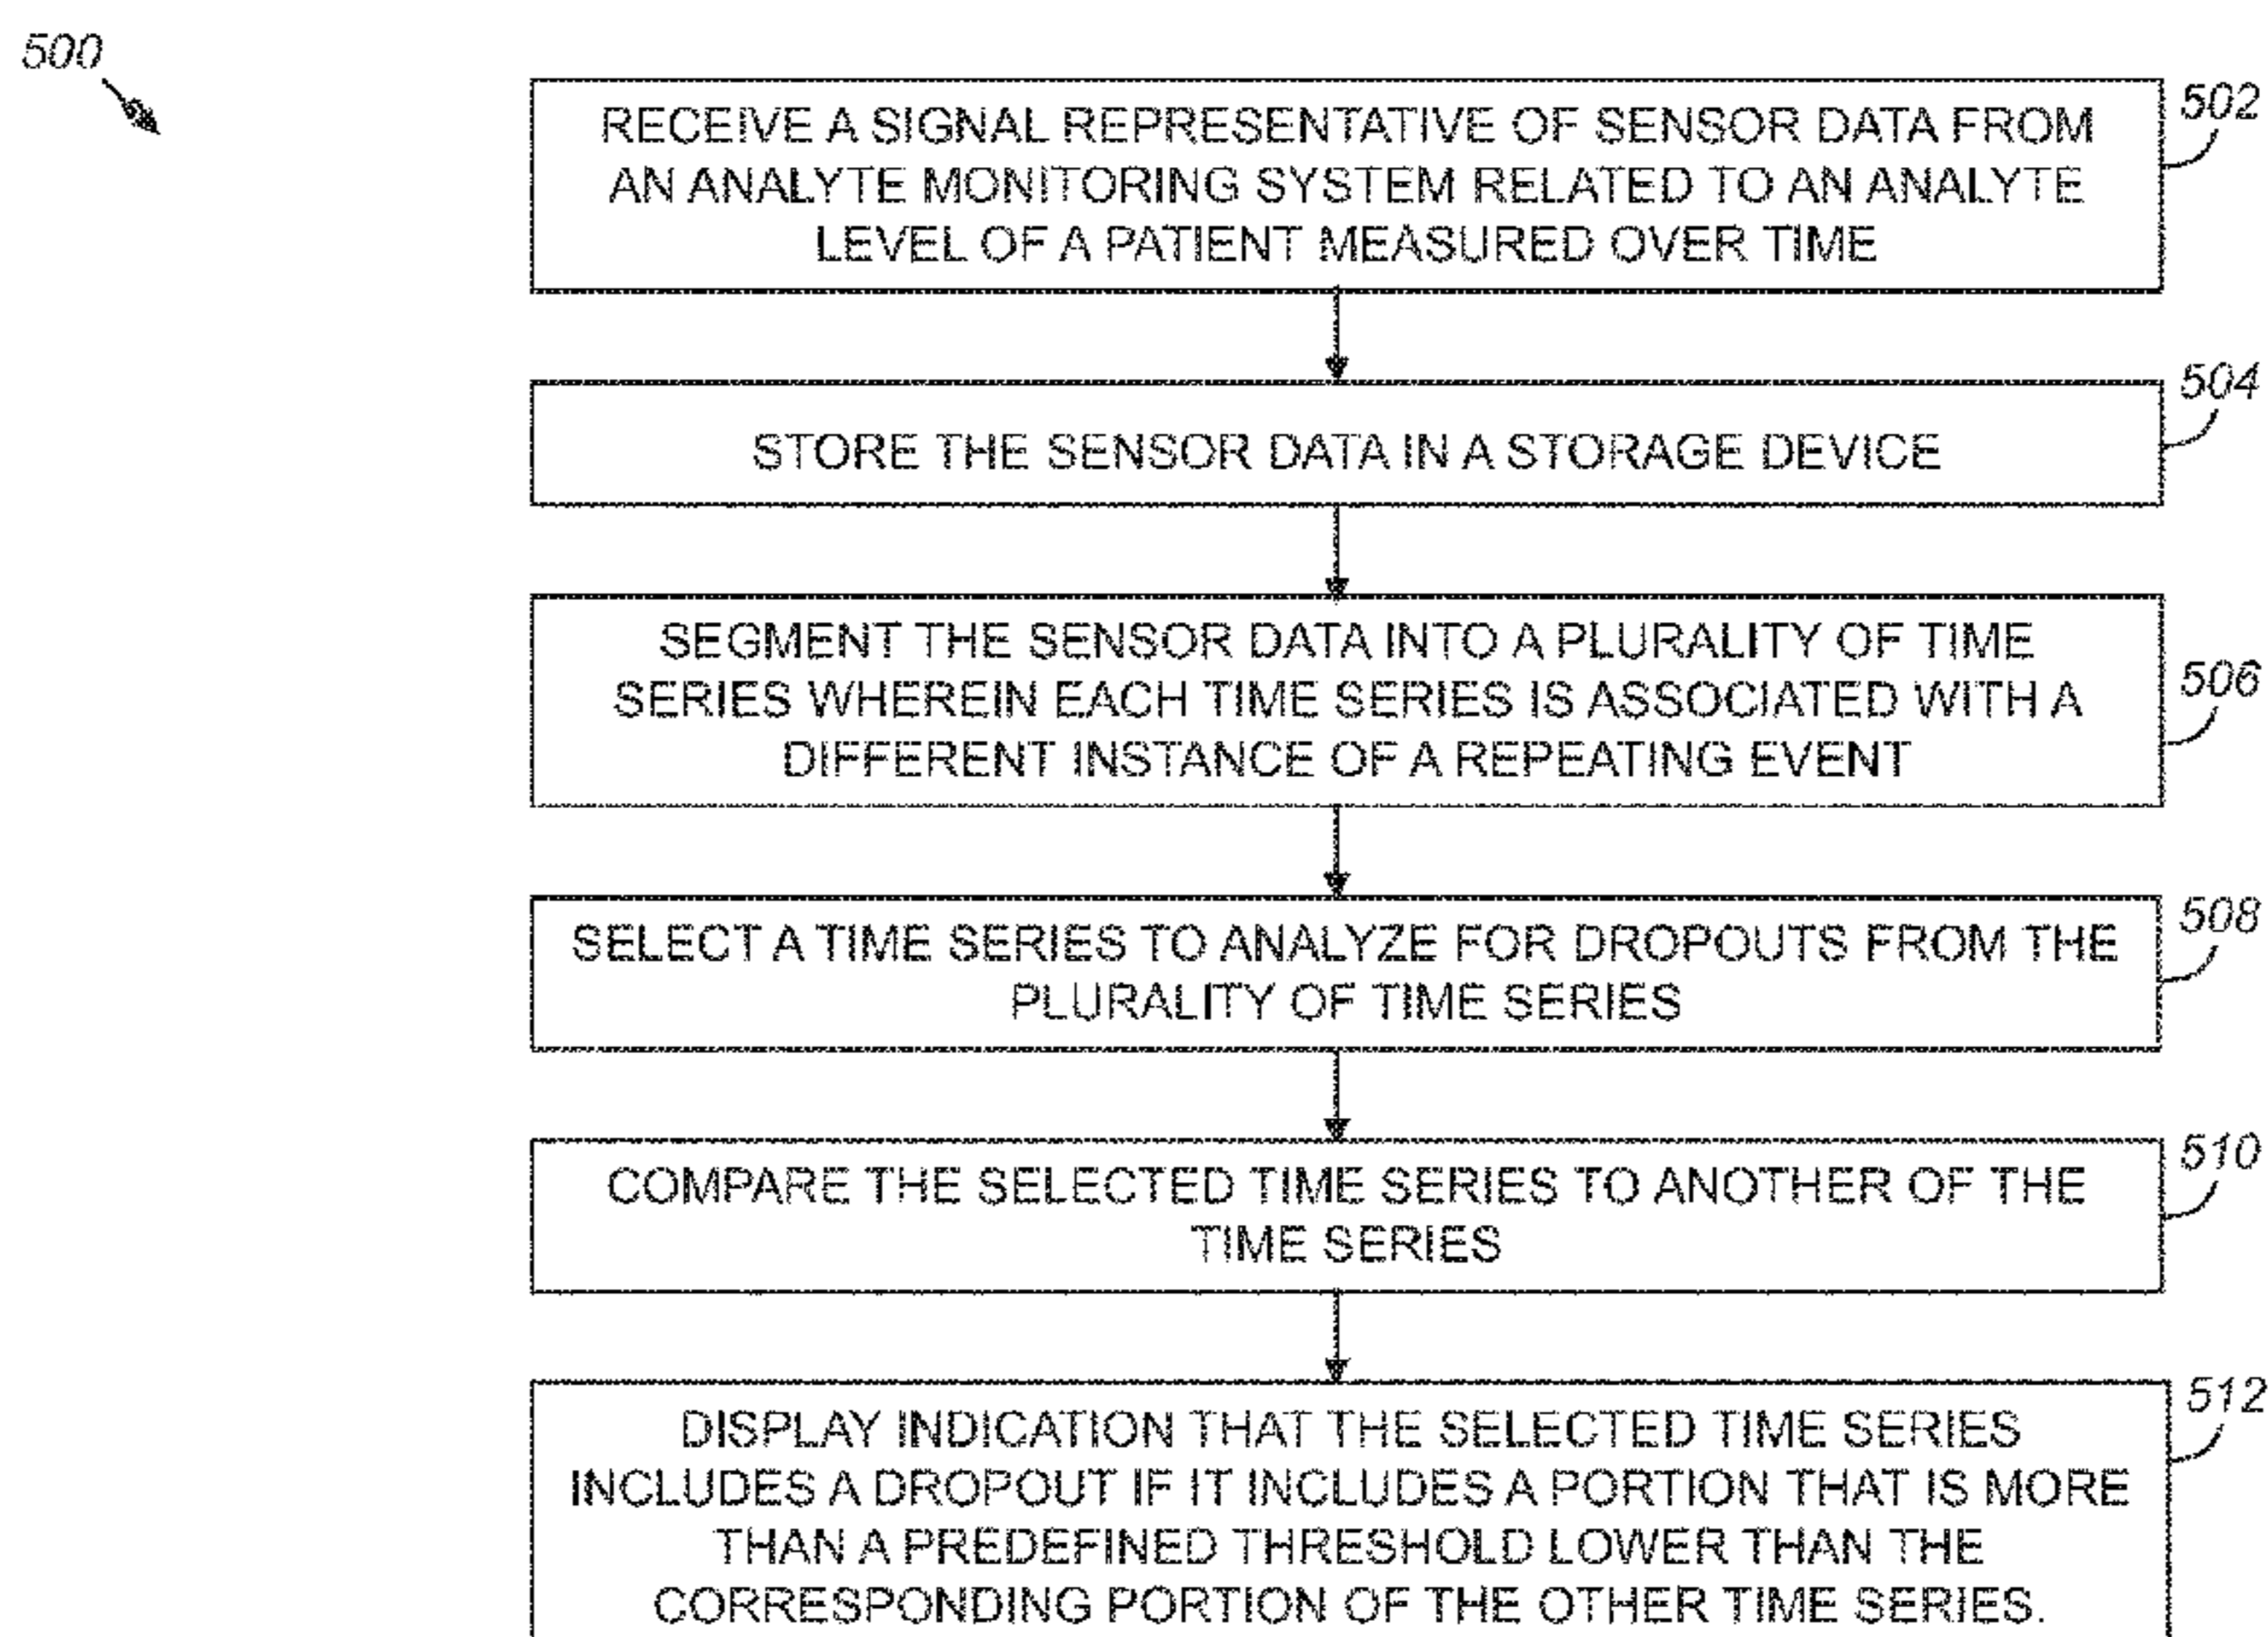 500
RECEIVE A SIGNAL REPRESENTATIVE OF SENSOR DATA FROM
AN ANALYTE MONITORING SYSTEM RELATED TO AN ANALYTE
LEVEL OF A PATIENT MEASURED OVER TIME
502
STORE THE SENSOR DATA IN A STORAGE DEVICE
504
SEGMENT THE SENSOR DATA INTO A PLURALITY OF TIME
SERIES WHEREIN EACH TIME SERIES IS ASSOCIATED WITH A
DIFFERENT INSTANCE OF A REPEATING EVENT
506
SELECT A TIME SERIES TO ANALYZE FOR DROPOUTS FROM THE
PLURALITY OF TIME SERIES
508
COMPARE THE SELECTED TIME SERIES TO ANOTHER OF THE
TIME SERIES
510
DISPLAY INDICATION THAT THE SELECTED TIME SERIES
INCLUDES A DROPOUT IF IT INCLUDES A PORTION THAT IS MORE
THAN A PREDEFINED THRESHOLD LOWER THAN THE
CORRESPONDING PORTION OF THE OTHER TIME SERIES.
512